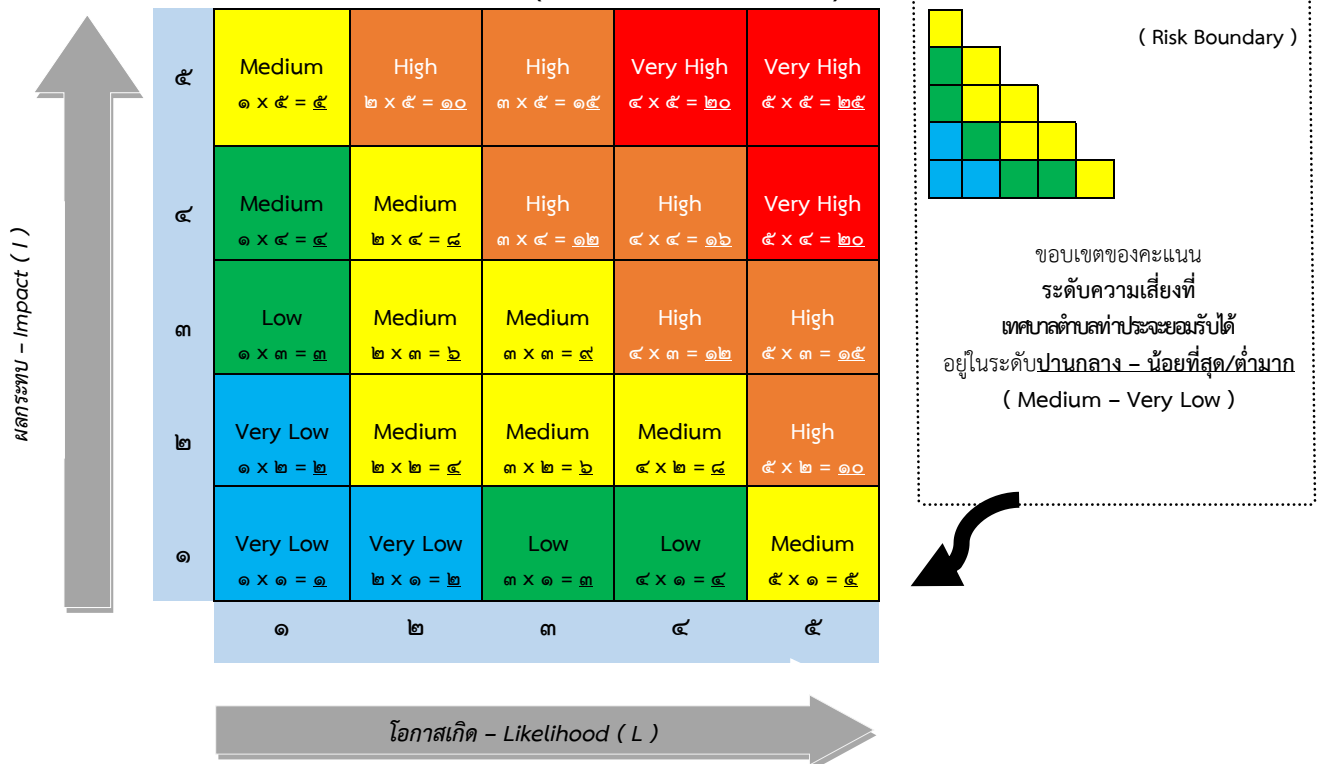 ๕
Medium
High
High
Very High
Very High
๑ X ๕ = ๕
๒ X ๕ = ๑๐
๓ X ๕ = ๑๕
๔ X ๕ = ๒๐
๕ X ๕ = ๒๕
๔
Medium
Medium
High
High
Very High
๑ X ๔ = ๔
๒ X ๔ = ๘
๓ X ๔ = ๑๒
๔ X ๔ = ๑๖
๕ X ๔ = ๒๐
๓
Low
Medium
Medium
High
High
๑ X ๓ = ๓
๒ X ๓ = ๖
๓ X ๓ = ๙
๔ X ๓ = ๑๒
๕ X ๓ = ๑๕
๒
Very Low
Medium
Medium
Medium
High
๑ X ๒ = ๒
๒ X ๒ = ๔
๓ X ๒ = ๖
๔ X ๒ = ๘
๕ X ๒ = ๑๐
๑
Very Low
Very Low
Low
Low
Medium
๑ X ๑ = ๑
๒ X ๑ = ๒
๓ X ๑ = ๓
๔ X ๑ = ๔
๕ X ๑ = ๕
๑
๒
๓
๔
๕
ผลกระทบ – Impact ( I )
โอกาสเกิด – Likelihood ( L )
( Risk Boundary )
ขอบเขตของคะแนน
ระดับความเสี่ยงที่
เทศบาลตำบลท่าประจะยอมรับได้
อยู่ในระดับปานกลาง – น้อยที่สุด/ต่ำมาก
( Medium – Very Low )